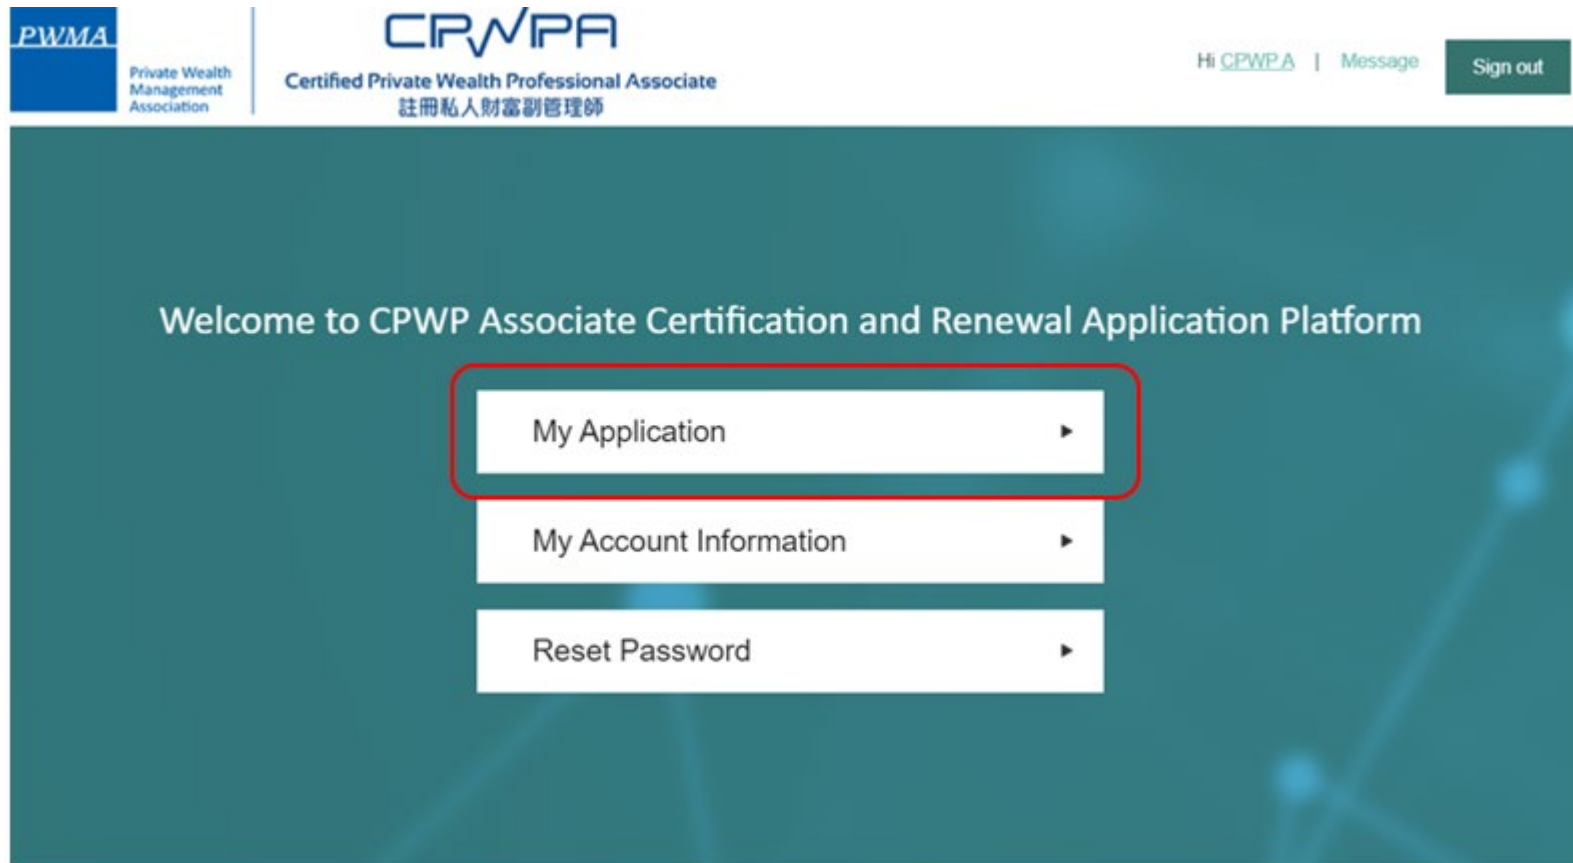 PWMA
Private Wealth
Management
Association
CPWPA
Certified Private Wealth Professional Associate
註冊私人財富副管理師
Hi CPWP A | Message
Sign out
Welcome to CPWP Associate Certification and Renewal Application Platform
My Application
My Account Information
Reset Password